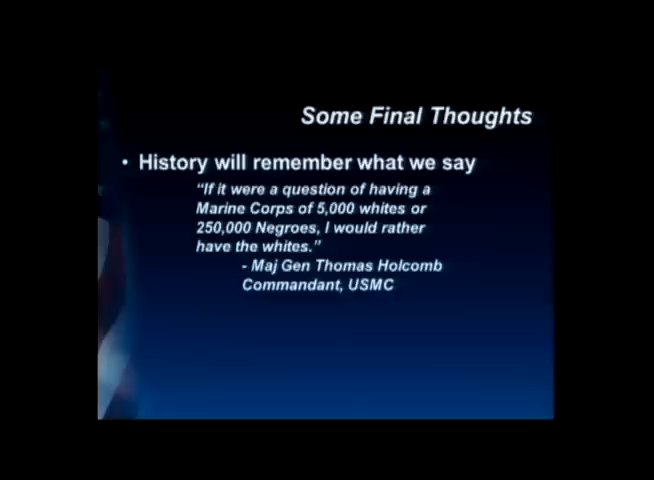 Some Final Thoughts
• History will remember what we say
“If it were a question of having a
Marine Corps of 5,000 whites or
250,000 Negroes, I would rather
have the whites.”
- Maj Gen Thomas Holcomb
Commandant, USMC